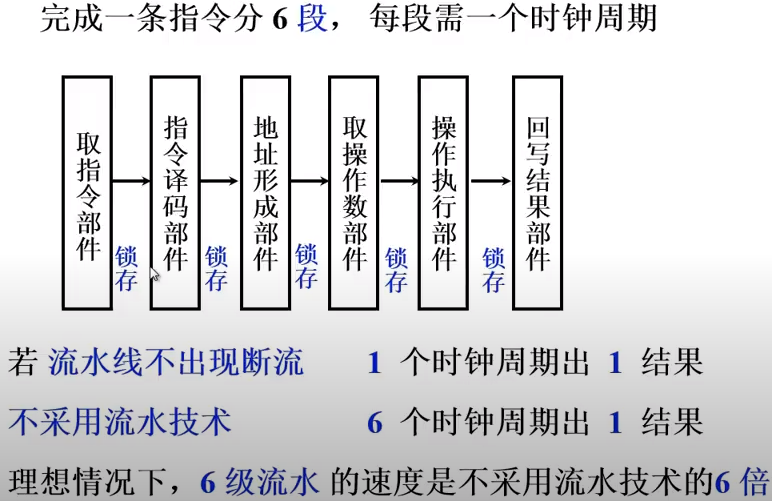 完成一条指令分 6 段， 每段需一个时钟周期
取指令部件
锁存
指令译码部件
锁存
地址形成部件
锁存
取操作数部件
锁存
操作执行部件
锁存
回写结果部件
若 流水线不出现断流 1 个时钟周期出 1 结果
不采用流水技术 6 个时钟周期出 1 结果
理想情况下，6 级流水 的速度是不采用流水技术的6 倍